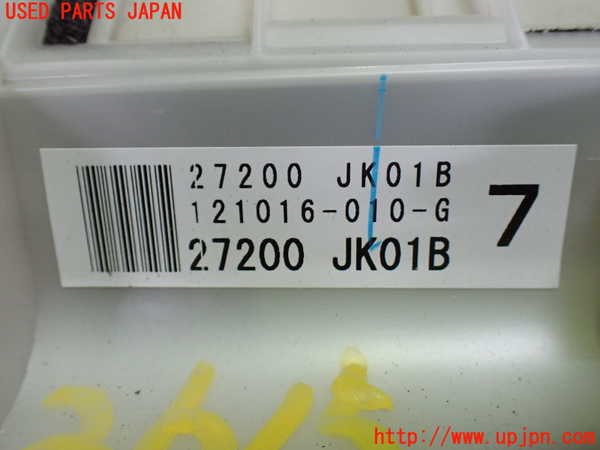 USED PARTS JAPAN
27200 JK01B
121016-010-G
27200 JK01B
7
http://www.upjpn.com